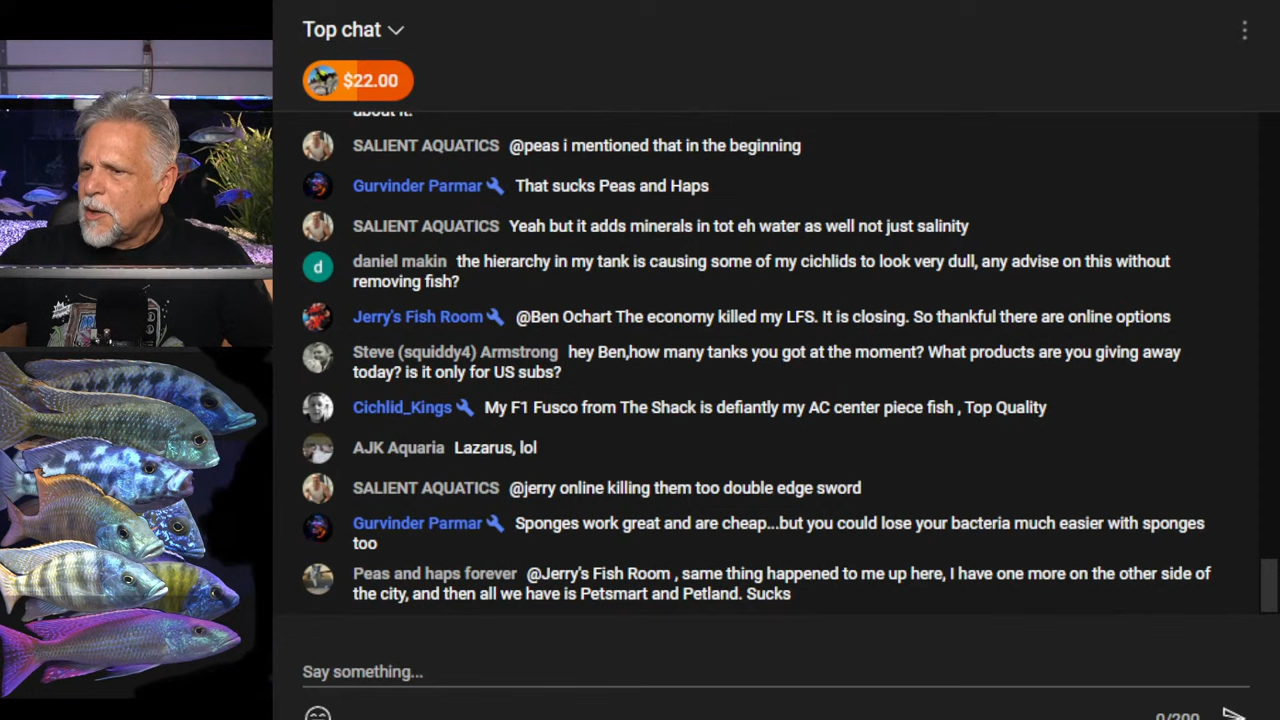 Top chat
$22.00
about it.
SALIENT AQUATICS @peas i mentioned that in the beginning
Gurvinder Parmar That sucks Peas and Haps
SALIENT AQUATICS Yeah but it adds minerals in tot eh water as well not just salinity
d
daniel makin the hierarchy in my tank is causing some of my cichlids to look very dull, any advise on this without
removing fish?
Jerry's Fish Room @Ben Ochart The economy killed my LFS. It is closing. So thankful there are online options
Steve (squiddy4) Armstrong hey Ben,how many tanks you got at the moment? What products are you giving away
today? is it only for US subs?
Cichlid_Kings My F1 Fusco from The Shack is defiantly my AC center piece fish , Top Quality
AJK Aquaria Lazarus, lol
SALIENT AQUATICS @jerry online killing them too double edge sword
Gurvinder Parmar Sponges work great and are cheap...but you could lose your bacteria much easier with sponges
too
Peas and haps forever @Jerry's Fish Room , same thing happened to me up here, I have one more on the other side of
the city, and then all we have is Petsmart and Petland. Sucks
Say something...
0/200